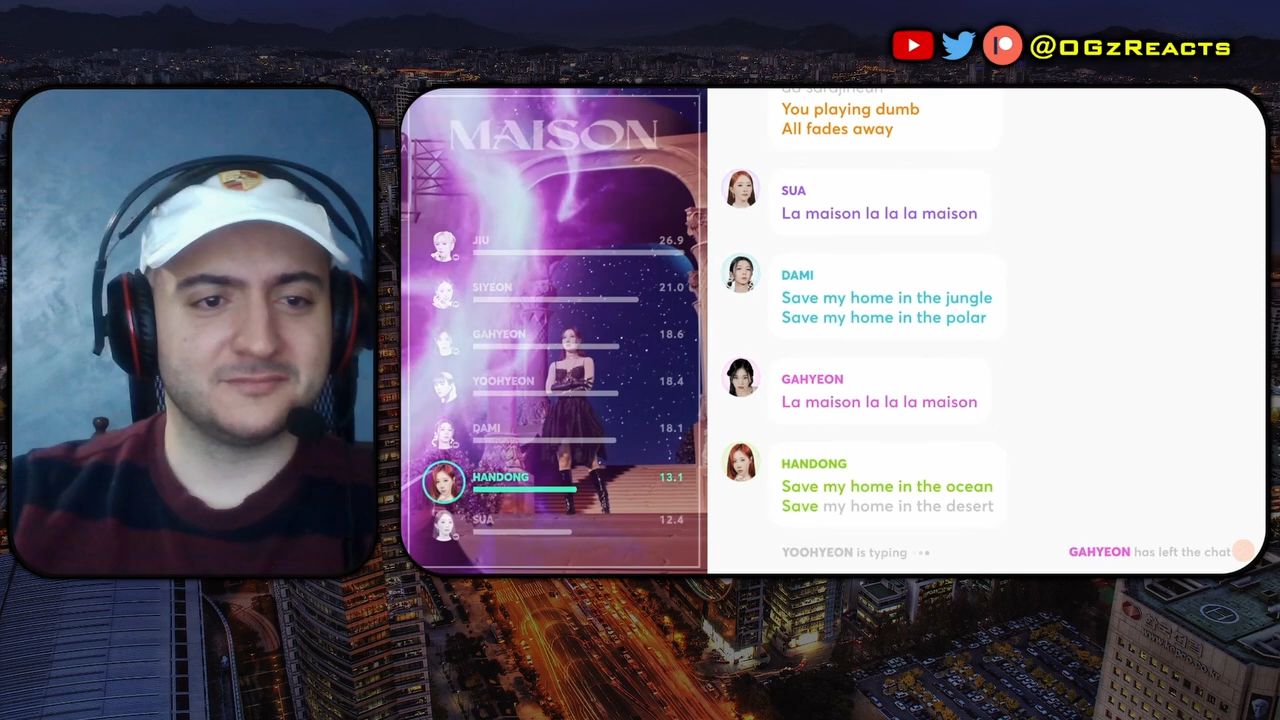 @OGzReacts
MAISON
JIU 26.9
SIYEON 21.0
GAHYEON 18.6
YOOHYEON 18.4
DAMI 18.1
HANDONG 13.1
SUA 12.4
da sarajineun
You playing dumb
All fades away
SUA
La maison la la la maison
DAMI
Save my home in the jungle
Save my home in the polar
GAHYEON
La maison la la la maison
HANDONG
Save my home in the ocean
Save my home in the desert
YOOHYEON is typing
GAHYEON has left the chat